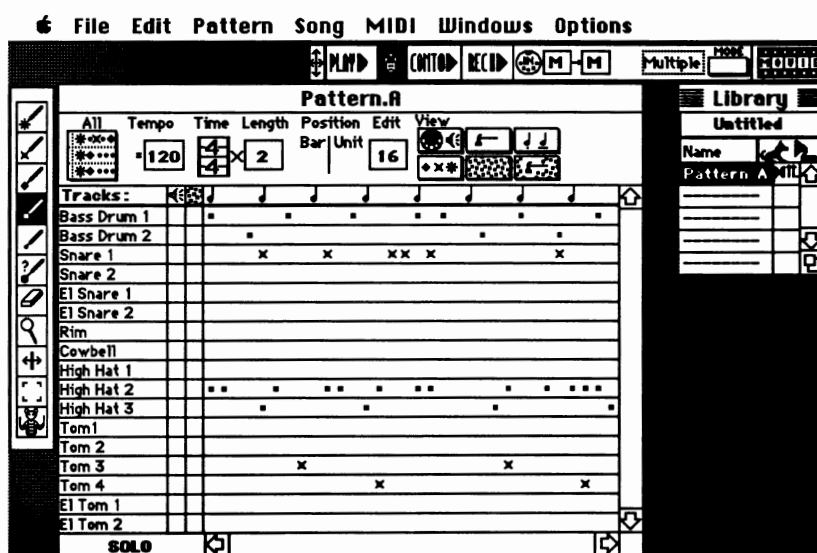 File Edit Pattern Song MIDI Windows Options
PLAY CONT REC M M Multiple MODE
Pattern.A
All Tempo Time Length Position Edit View
Bar Unit
120 4 4 2 16
Tracks:
Bass Drum 1
Bass Drum 2
Snare 1
Snare 2
El Snare 1
El Snare 2
Rim
Cowbell
High Hat 1
High Hat 2
High Hat 3
Tom1
Tom 2
Tom 3
Tom 4
El Tom 1
El Tom 2
SOLO
Library
Untitled
Name
Pattern A